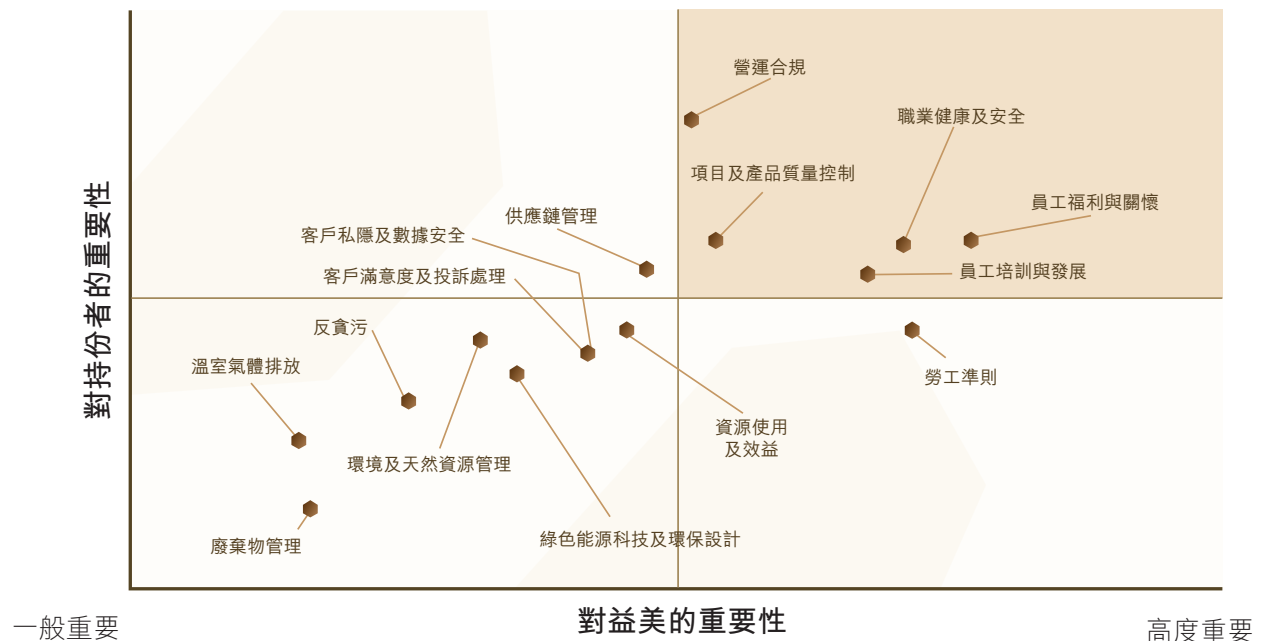 營運合規
職業健康及安全
項目及產品質量控制
員工福利與關懷
供應鏈管理
客戶私隱及數據安全
員工培訓與發展
客戶滿意度及投訴處理
反貪污
溫室氣體排放
勞工準則
資源使用
及效益
環境及天然資源管理
綠色能源科技及環保設計
廢棄物管理
對持份者的重要性
對益美的重要性
一般重要
高度重要